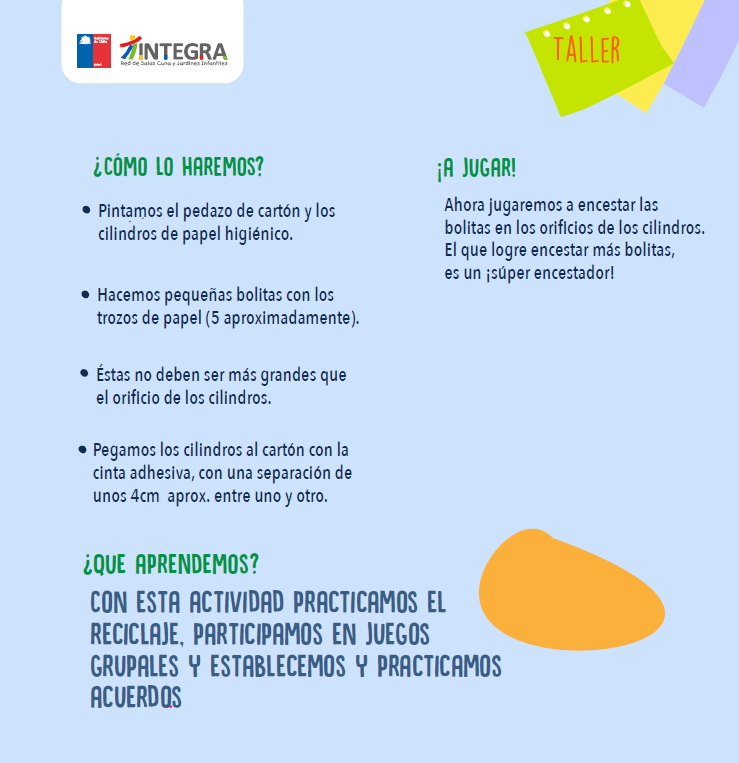 INTEGRA
Red de Salas Cuna y Jardines Infantiles
TALLER
¿CÓMO LO HAREMOS?
Pintamos el pedazo de cartón y los
cilindros de papel higiénico.
Hacemos pequeñas bolitas con los
trozos de papel (5 aproximadamente).
Éstas no deben ser más grandes que
el orificio de los cilindros.
Pegamos los cilindros al cartón con la
cinta adhesiva, con una separación de
unos 4cm aprox. entre uno y otro.
¡A JUGAR!
Ahora jugaremos a encestar las
bolitas en los orificios de los cilindros.
El que logre encestar más bolitas,
es un ¡súper encestador!
¿QUE APRENDEMOS?
CON ESTA ACTIVIDAD PRACTICAMOS EL
RECICLAJE, PARTICIPAMOS EN JUEGOS
GRUPALES Y ESTABLECEMOS Y PRACTICAMOS
ACUERDOS